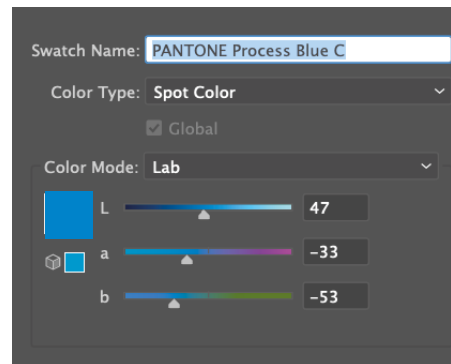 Swatch Name: PANTONE Process Blue C
Color Type: Spot Color
Global
Color Mode: Lab
L 47
a -33
b -53